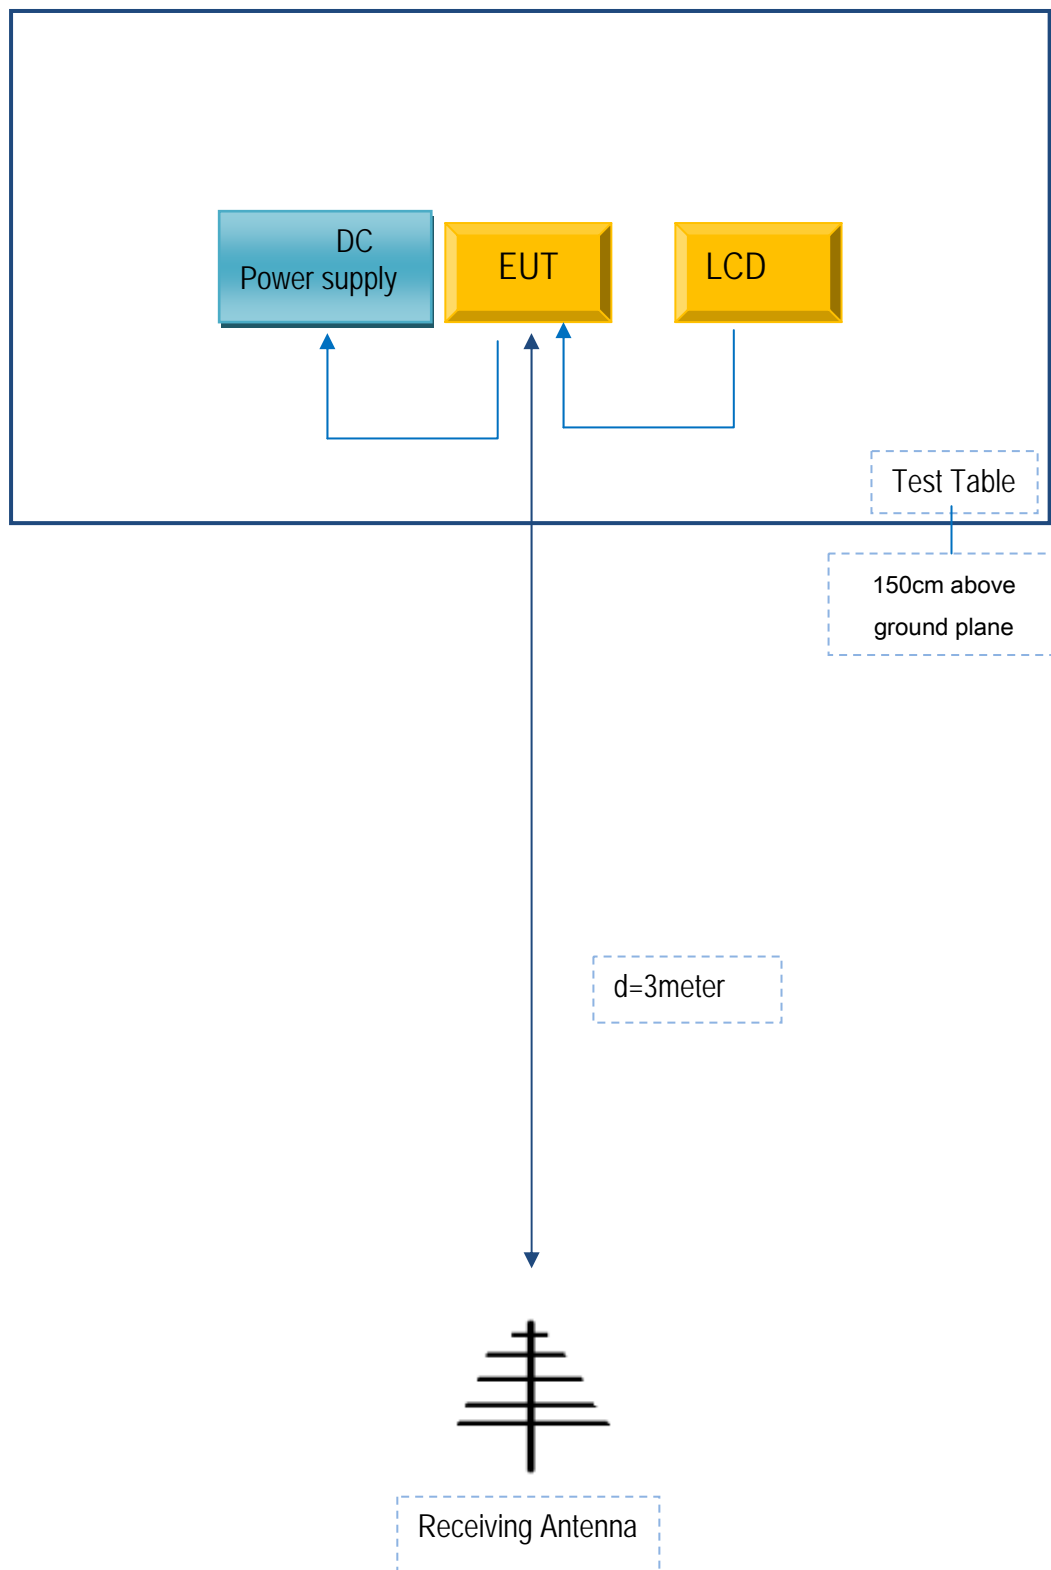 DC
Power supply
EUT
LCD
Test Table
150cm above
ground plane
d=3meter
Receiving Antenna